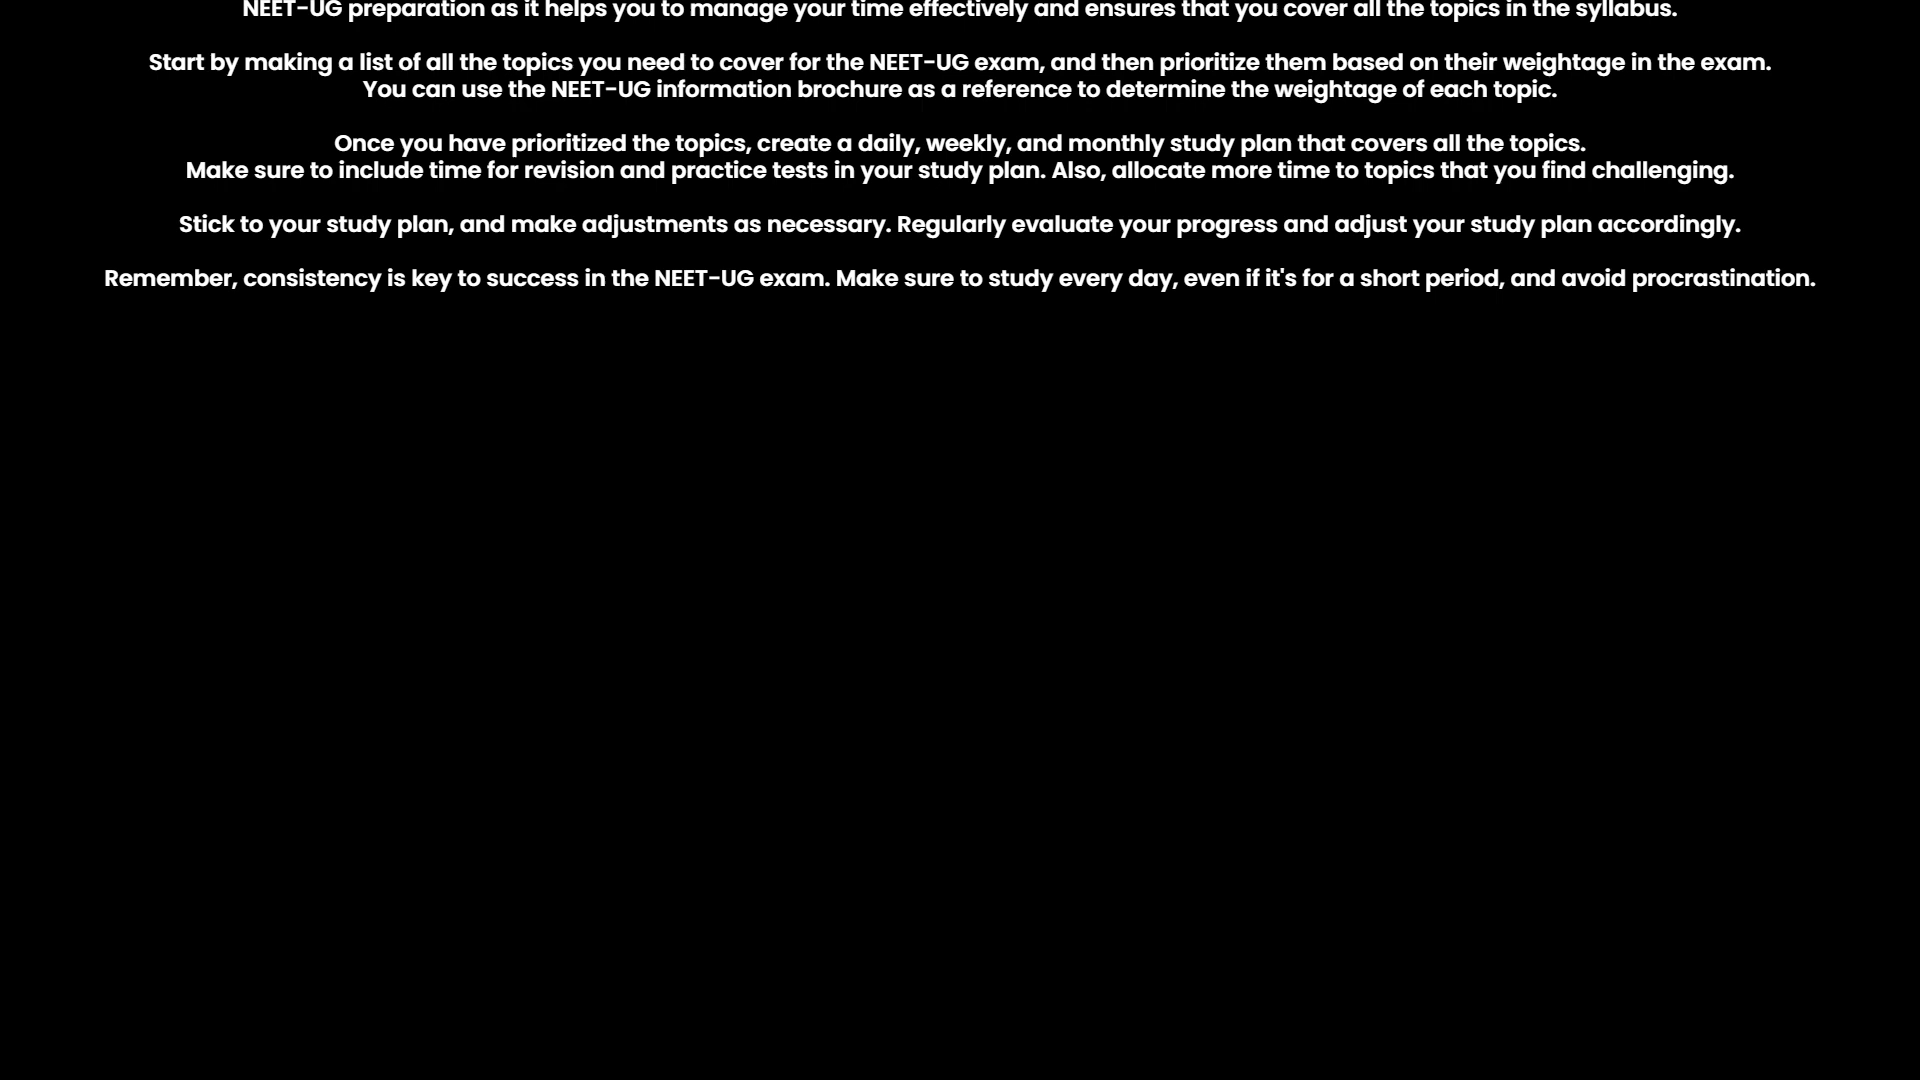 NEET-UG preparation as it helps you to manage your time effectively and ensures that you cover all the topics in the syllabus.
Start by making a list of all the topics you need to cover for the NEET-UG exam, and then prioritize them based on their weightage in the exam.
You can use the NEET-UG information brochure as a reference to determine the weightage of each topic.
Once you have prioritized the topics, create a daily, weekly, and monthly study plan that covers all the topics.
Make sure to include time for revision and practice tests in your study plan. Also, allocate more time to topics that you find challenging.
Stick to your study plan, and make adjustments as necessary. Regularly evaluate your progress and adjust your study plan accordingly.
Remember, consistency is key to success in the NEET-UG exam. Make sure to study every day, even if it's for a short period, and avoid procrastination.